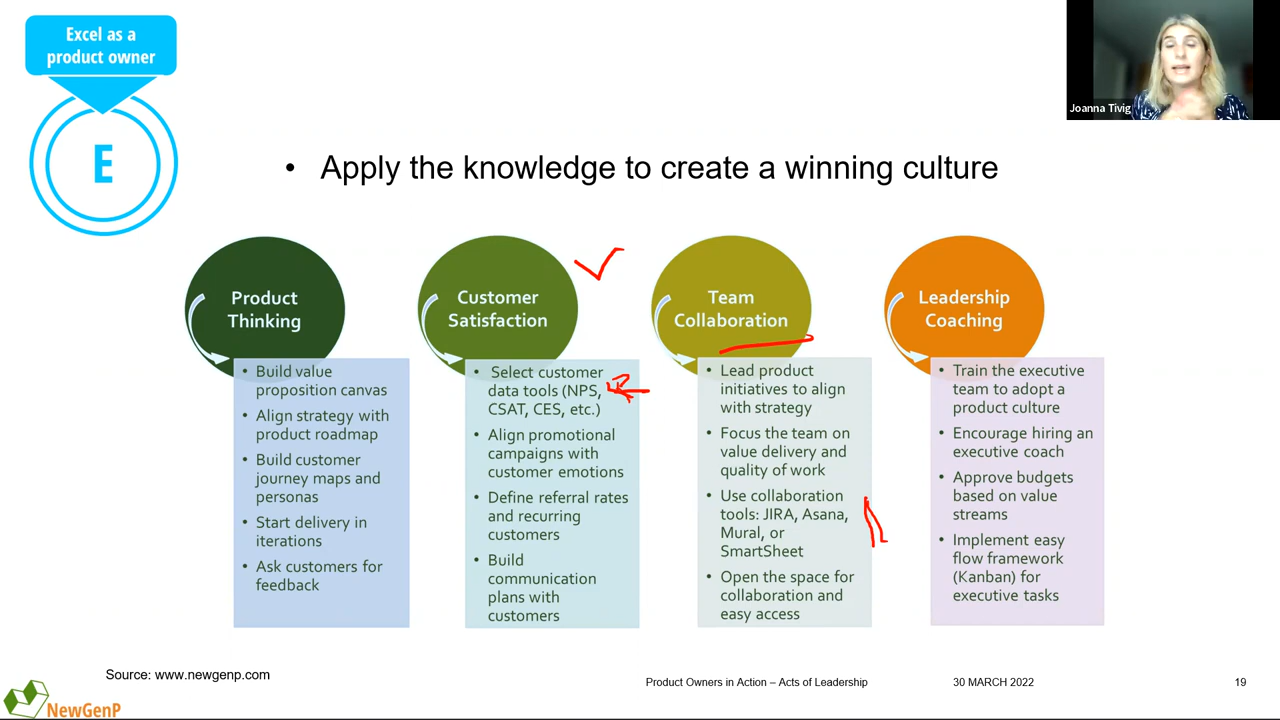 Excel as a
product owner
E
Joanna Tivig
• Apply the knowledge to create a winning culture
Product
Thinking
• Build value
proposition canvas
• Align strategy with
product roadmap
• Build customer
journey maps and
personas
• Start delivery in
iterations
• Ask customers for
feedback
Customer
Satisfaction
• Select customer
data tools (NPS,
CSAT, CES, etc.)
• Align promotional
campaigns with
customer emotions
• Define referral rates
and recurring
customers
• Build
communication
plans with
customers
Team
Collaboration
• Lead product
initiatives to align
with strategy
• Focus the team on
value delivery and
quality of work
• Use collaboration
tools: JIRA, Asana,
Mural, or
SmartSheet
• Open the space for
collaboration and
easy access
Leadership
Coaching
• Train the executive
team to adopt a
product culture
• Encourage hiring an
executive coach
• Approve budgets
based on value
streams
• Implement easy
flow framework
(Kanban) for
executive tasks
Source: www.newgenp.com
NewGenP
Product Owners in Action – Acts of Leadership
30 MARCH 2022
19